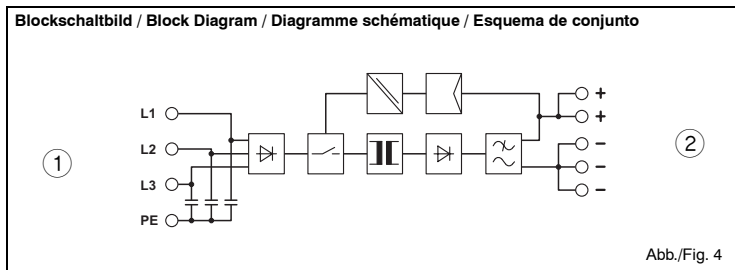 Blockschaltbild / Block Diagram / Diagramme schématique / Esquema de conjunto
L1
L2
L3
PE
1
+
+
−
−
−
2
Abb./Fig. 4